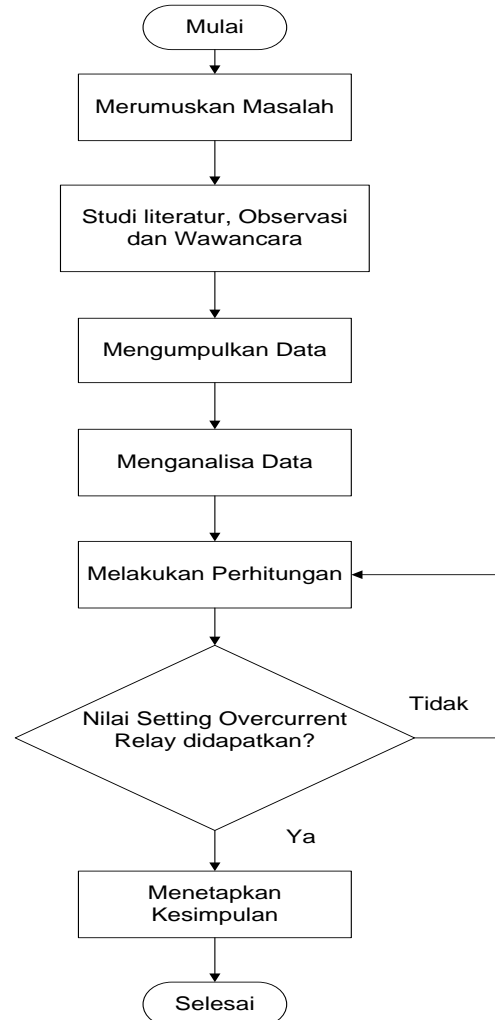 Mulai
Merumuskan Masalah
Studi literatur, Observasi
dan Wawancara
Mengumpulkan Data
Menganalisa Data
Melakukan Perhitungan
Nilai Setting Overcurrent
Relay didapatkan?
Tidak
Ya
Menetapkan
Kesimpulan
Selesai